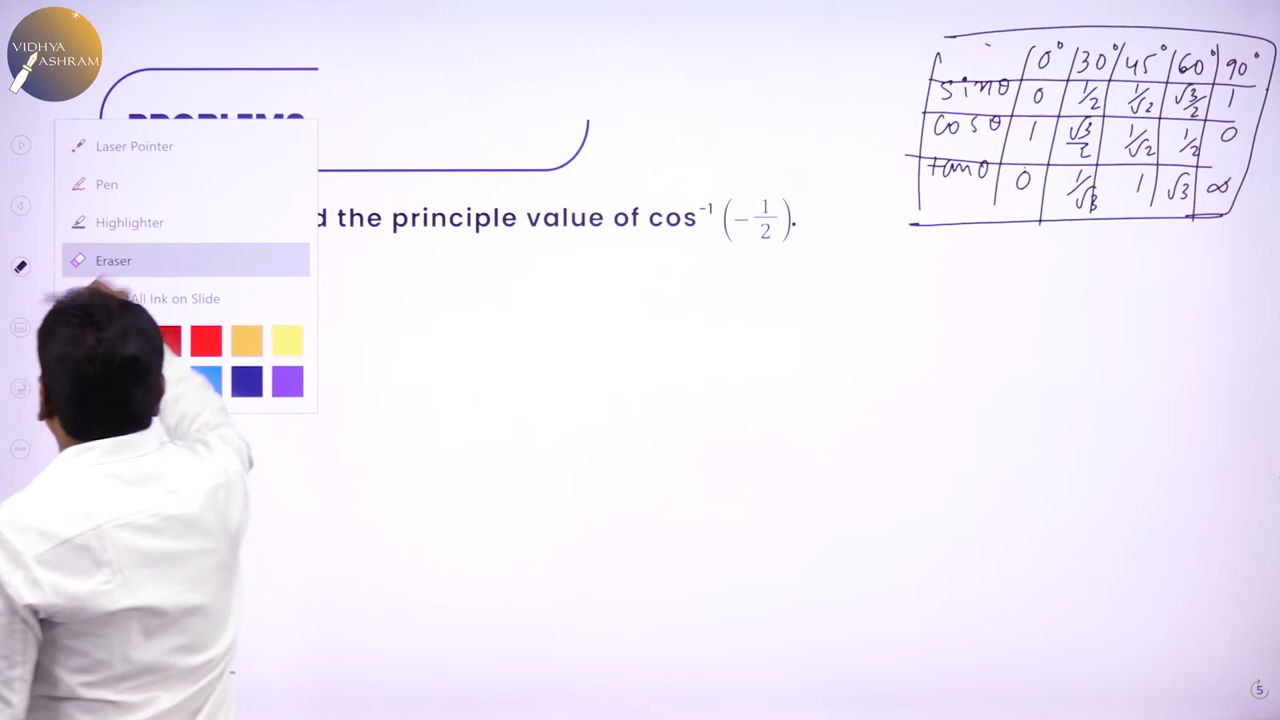 VIDHYA
ASHRAM
PROBLEMS
Laser Pointer
Pen
Highlighter
Eraser
All Ink on Slide
d the principle value of cos⁻¹ (− 1/2).
0° 30° 45° 60° 90°
sinθ 0 1/2 1/√2 √3/2 1
cosθ 1 √3/2 1/√2 1/2 0
tanθ 0 1/√3 1 √3 ∞
5